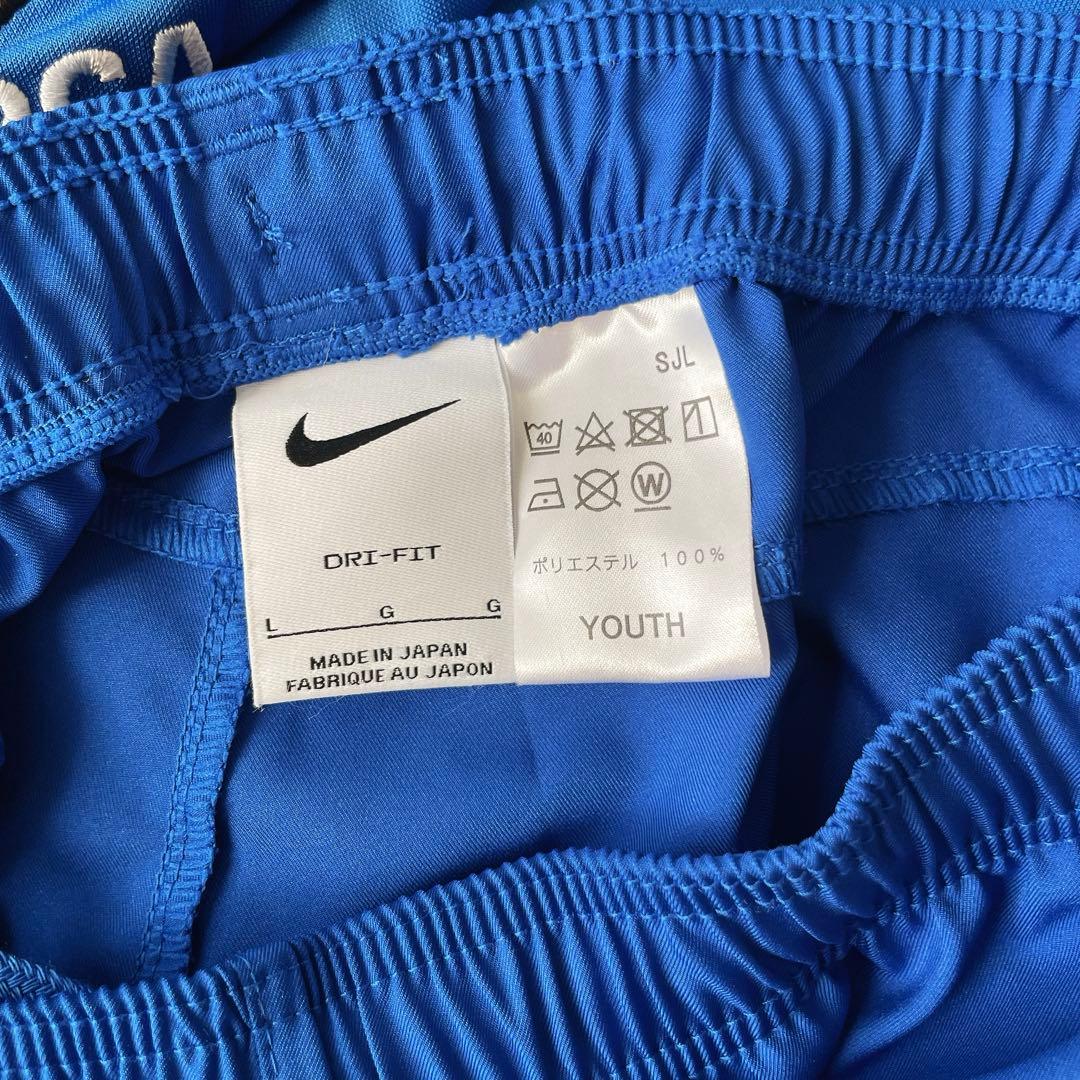 SJL
40
W
DRI-FIT
ポリエステル 100%
L G G
YOUTH
MADE IN JAPAN
FABRIQUE AU JAPON